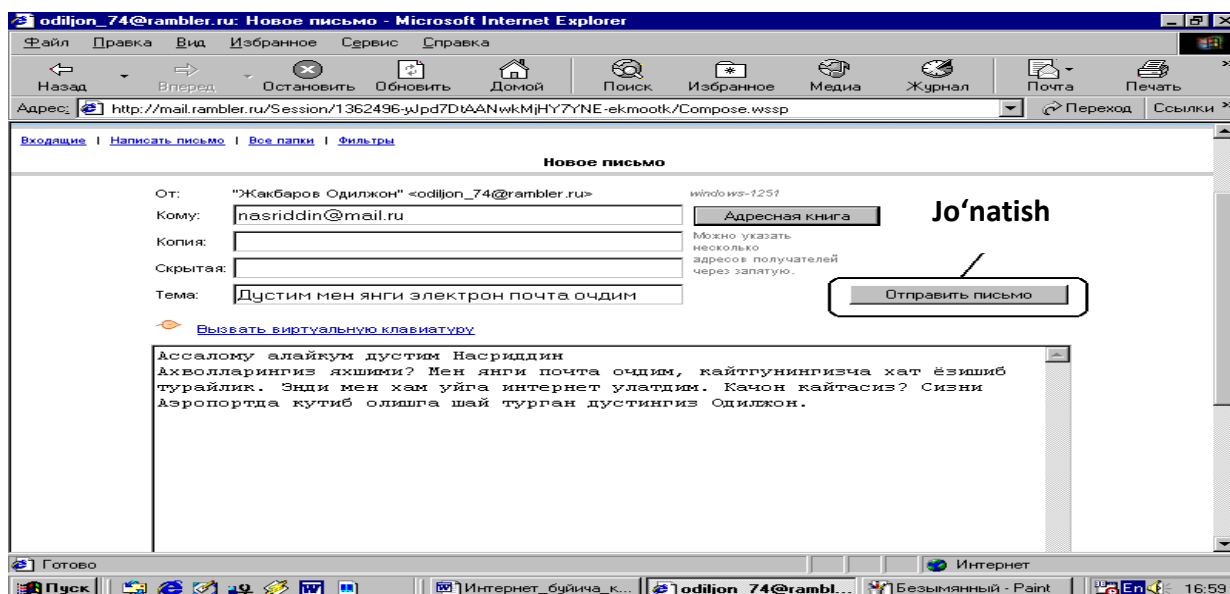 odiljon_74@rambler.ru: Новое письмо - Microsoft Internet Explorer
Файл Правка Вид Избранное Сервис Справка
Назад Вперед Остановить Обновить Домой Поиск Избранное Медиа Журнал Почта Печать
Адрес: http://mail.rambler.ru/Session/1362496-yJpd7DtAANwkMjHY7YNE-ekmootk/Compose.wssp Переход Ссылки
Входящие | Написать письмо | Все папки | Фильтры
Новое письмо
От: "Жакбаров Одилжон" <odiljon_74@rambler.ru> windows-1251
Кому: nasriddin@mail.ru Адресная книга
Jo‘natish
Копия:
Можно указать
несколько
адресов получателей
через запятую.
Скрытая:
Тема: Дустим мен янги электрон почта очдим Отправить письмо
Вызвать виртуальную клавиатуру
Ассалому алайкум дустим Насриддин
Ахволларингиз яхшими? Мен янги почта очдим, кайтгунингизча хат ёзишиб
турайлик. Энди мен хам уйга интернет улатдим. Качон кайтасиз? Сизни
Аэропортда кутиб олишга шай турган дустингиз Одилжон.
Готово Интернет
Пуск Интернет_буйича_к... odiljon_74@rambl... Безымянный - Paint En 16:59